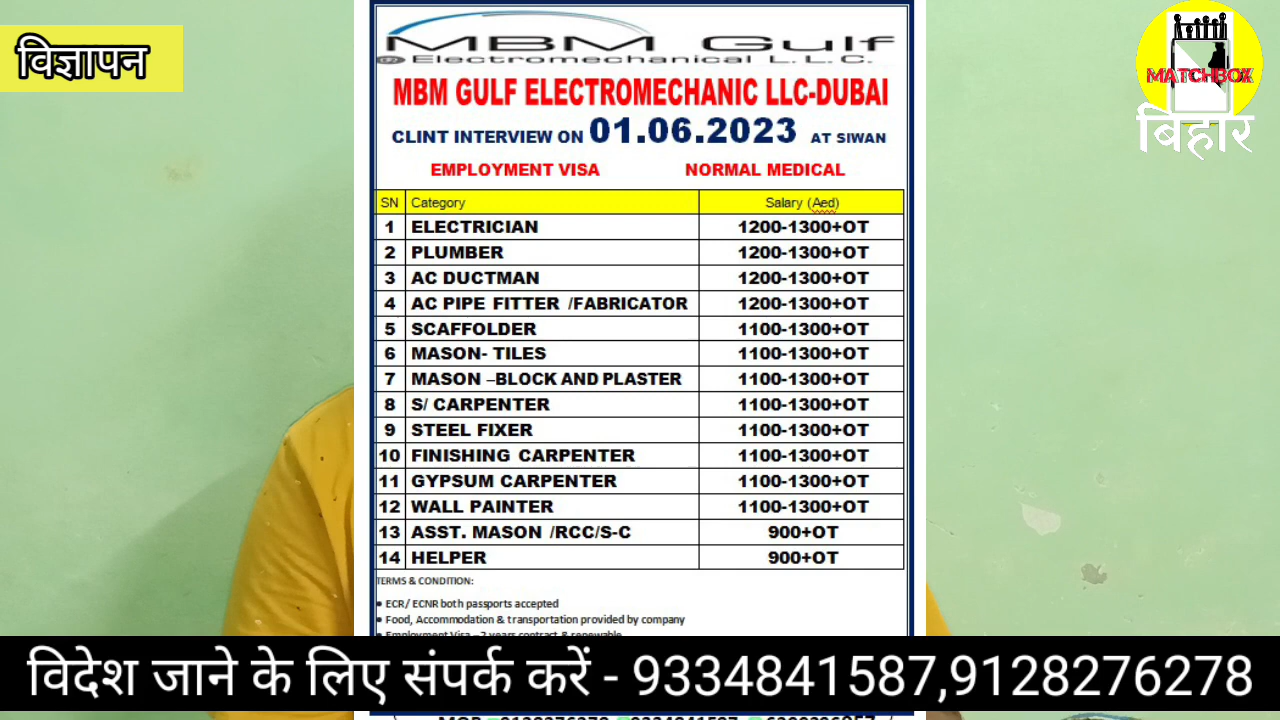 विज्ञापन
MBM Gulf
Electromechanical L.L.C.
MBM GULF ELECTROMECHANIC LLC-DUBAI
CLINT INTERVIEW ON 01.06.2023 AT SIWAN
EMPLOYMENT VISA NORMAL MEDICAL
SN Category Salary (Aed)
1 ELECTRICIAN 1200-1300+OT
2 PLUMBER 1200-1300+OT
3 AC DUCTMAN 1200-1300+OT
4 AC PIPE FITTER /FABRICATOR 1200-1300+OT
5 SCAFFOLDER 1100-1300+OT
6 MASON- TILES 1100-1300+OT
7 MASON –BLOCK AND PLASTER 1100-1300+OT
8 S/ CARPENTER 1100-1300+OT
9 STEEL FIXER 1100-1300+OT
10 FINISHING CARPENTER 1100-1300+OT
11 GYPSUM CARPENTER 1100-1300+OT
12 WALL PAINTER 1100-1300+OT
13 ASST. MASON /RCC/S-C 900+OT
14 HELPER 900+OT
TERMS & CONDITION:
● ECR/ ECNR both passports accepted
● Food, Accommodation & transportation provided by company
● Employment Visa – 2 years contract & renewable
विदेश जाने के लिए संपर्क करें - 9334841587,9128276278
MATCHBOX
बिहार